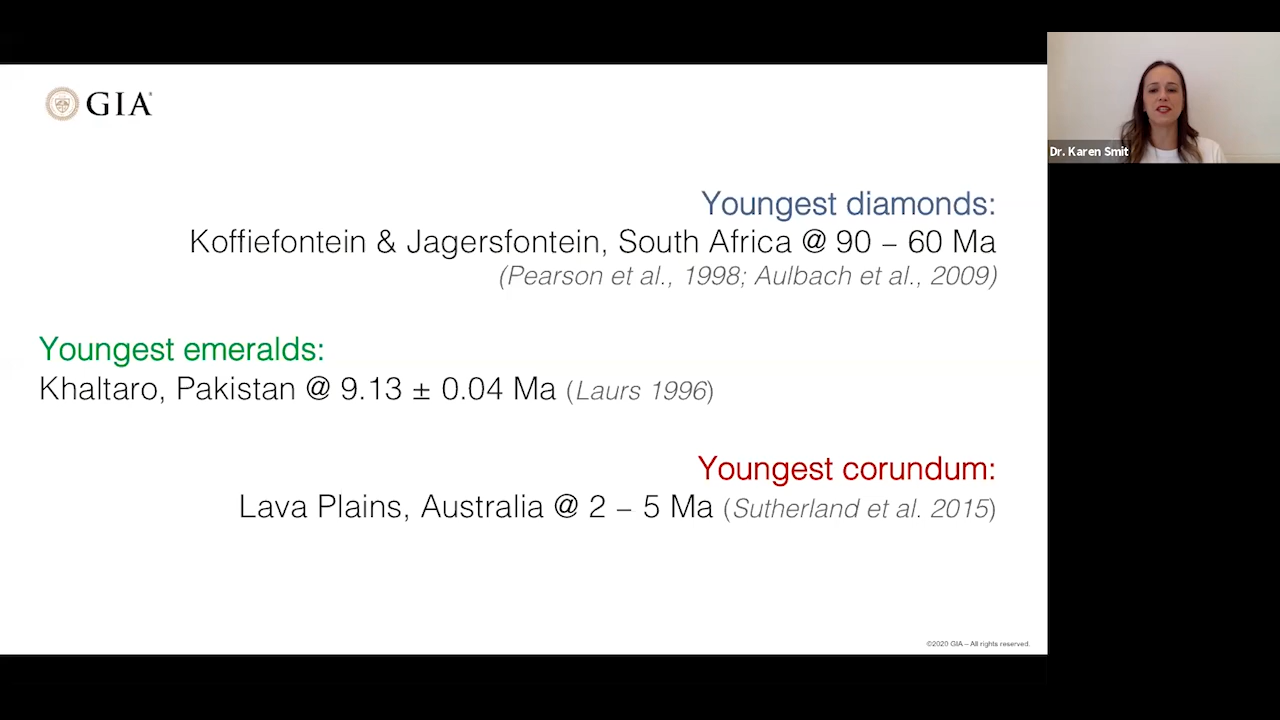 GIA
Dr. Karen Smit
Youngest diamonds:
Koffiefontein & Jagersfontein, South Africa @ 90 – 60 Ma
(Pearson et al., 1998; Aulbach et al., 2009)
Youngest emeralds:
Khaltaro, Pakistan @ 9.13 ± 0.04 Ma (Laurs 1996)
Youngest corundum:
Lava Plains, Australia @ 2 – 5 Ma (Sutherland et al. 2015)
©2020 GIA – All rights reserved.